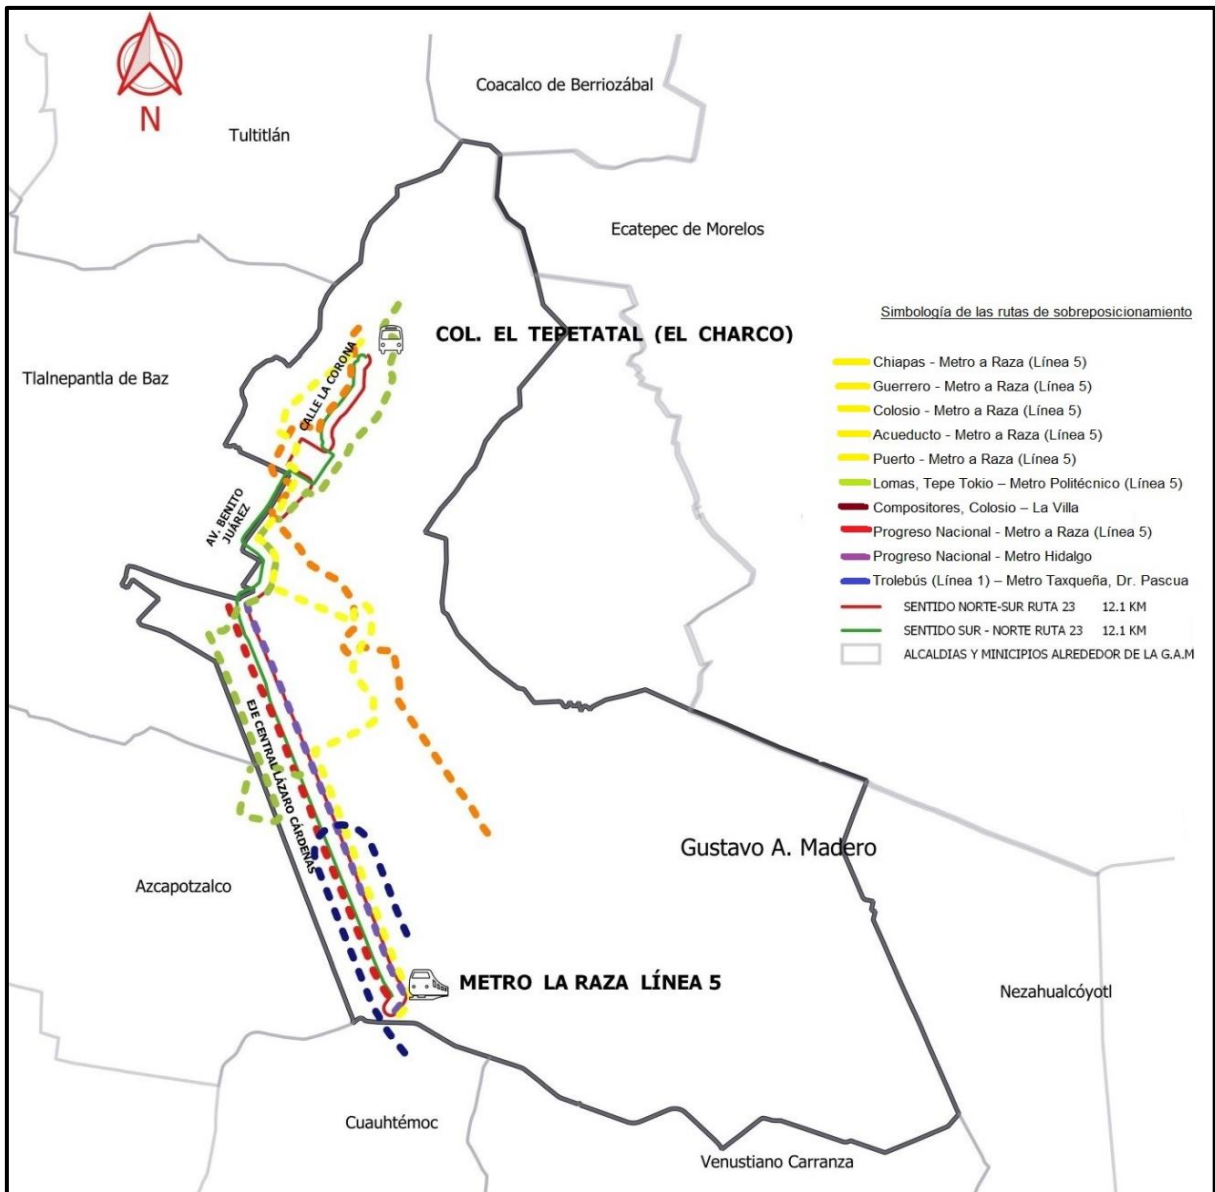 N
Coacalco de Berriozábal
Tultitlán
Ecatepec de Morelos
Simbología de las rutas de sobreposicionamiento
COL. EL TEPETATAL (EL CHARCO)
CALLE LA CORONA
Tlalnepantla de Baz
Chiapas - Metro a Raza (Línea 5)
Guerrero - Metro a Raza (Línea 5)
Colosio - Metro a Raza (Línea 5)
Acueducto - Metro a Raza (Línea 5)
Puerto - Metro a Raza (Línea 5)
Lomas, Tepe Tokio – Metro Politécnico (Línea 5)
Compositores, Colosio – La Villa
Progreso Nacional - Metro a Raza (Línea 5)
Progreso Nacional - Metro Hidalgo
Trolebús (Línea 1) – Metro Taxqueña, Dr. Pascua
SENTIDO NORTE-SUR RUTA 23 12.1 KM
SENTIDO SUR - NORTE RUTA 23 12.1 KM
ALCALDIAS Y MINICIPIOS ALREDEDOR DE LA G.A.M
AV. BENITO
JUÁREZ
EJE CENTRAL LÁZARO CÁRDENAS
Gustavo A. Madero
Azcapotzalco
METRO LA RAZA LÍNEA 5
Nezahualcóyotl
Cuauhtémoc
Venustiano Carranza